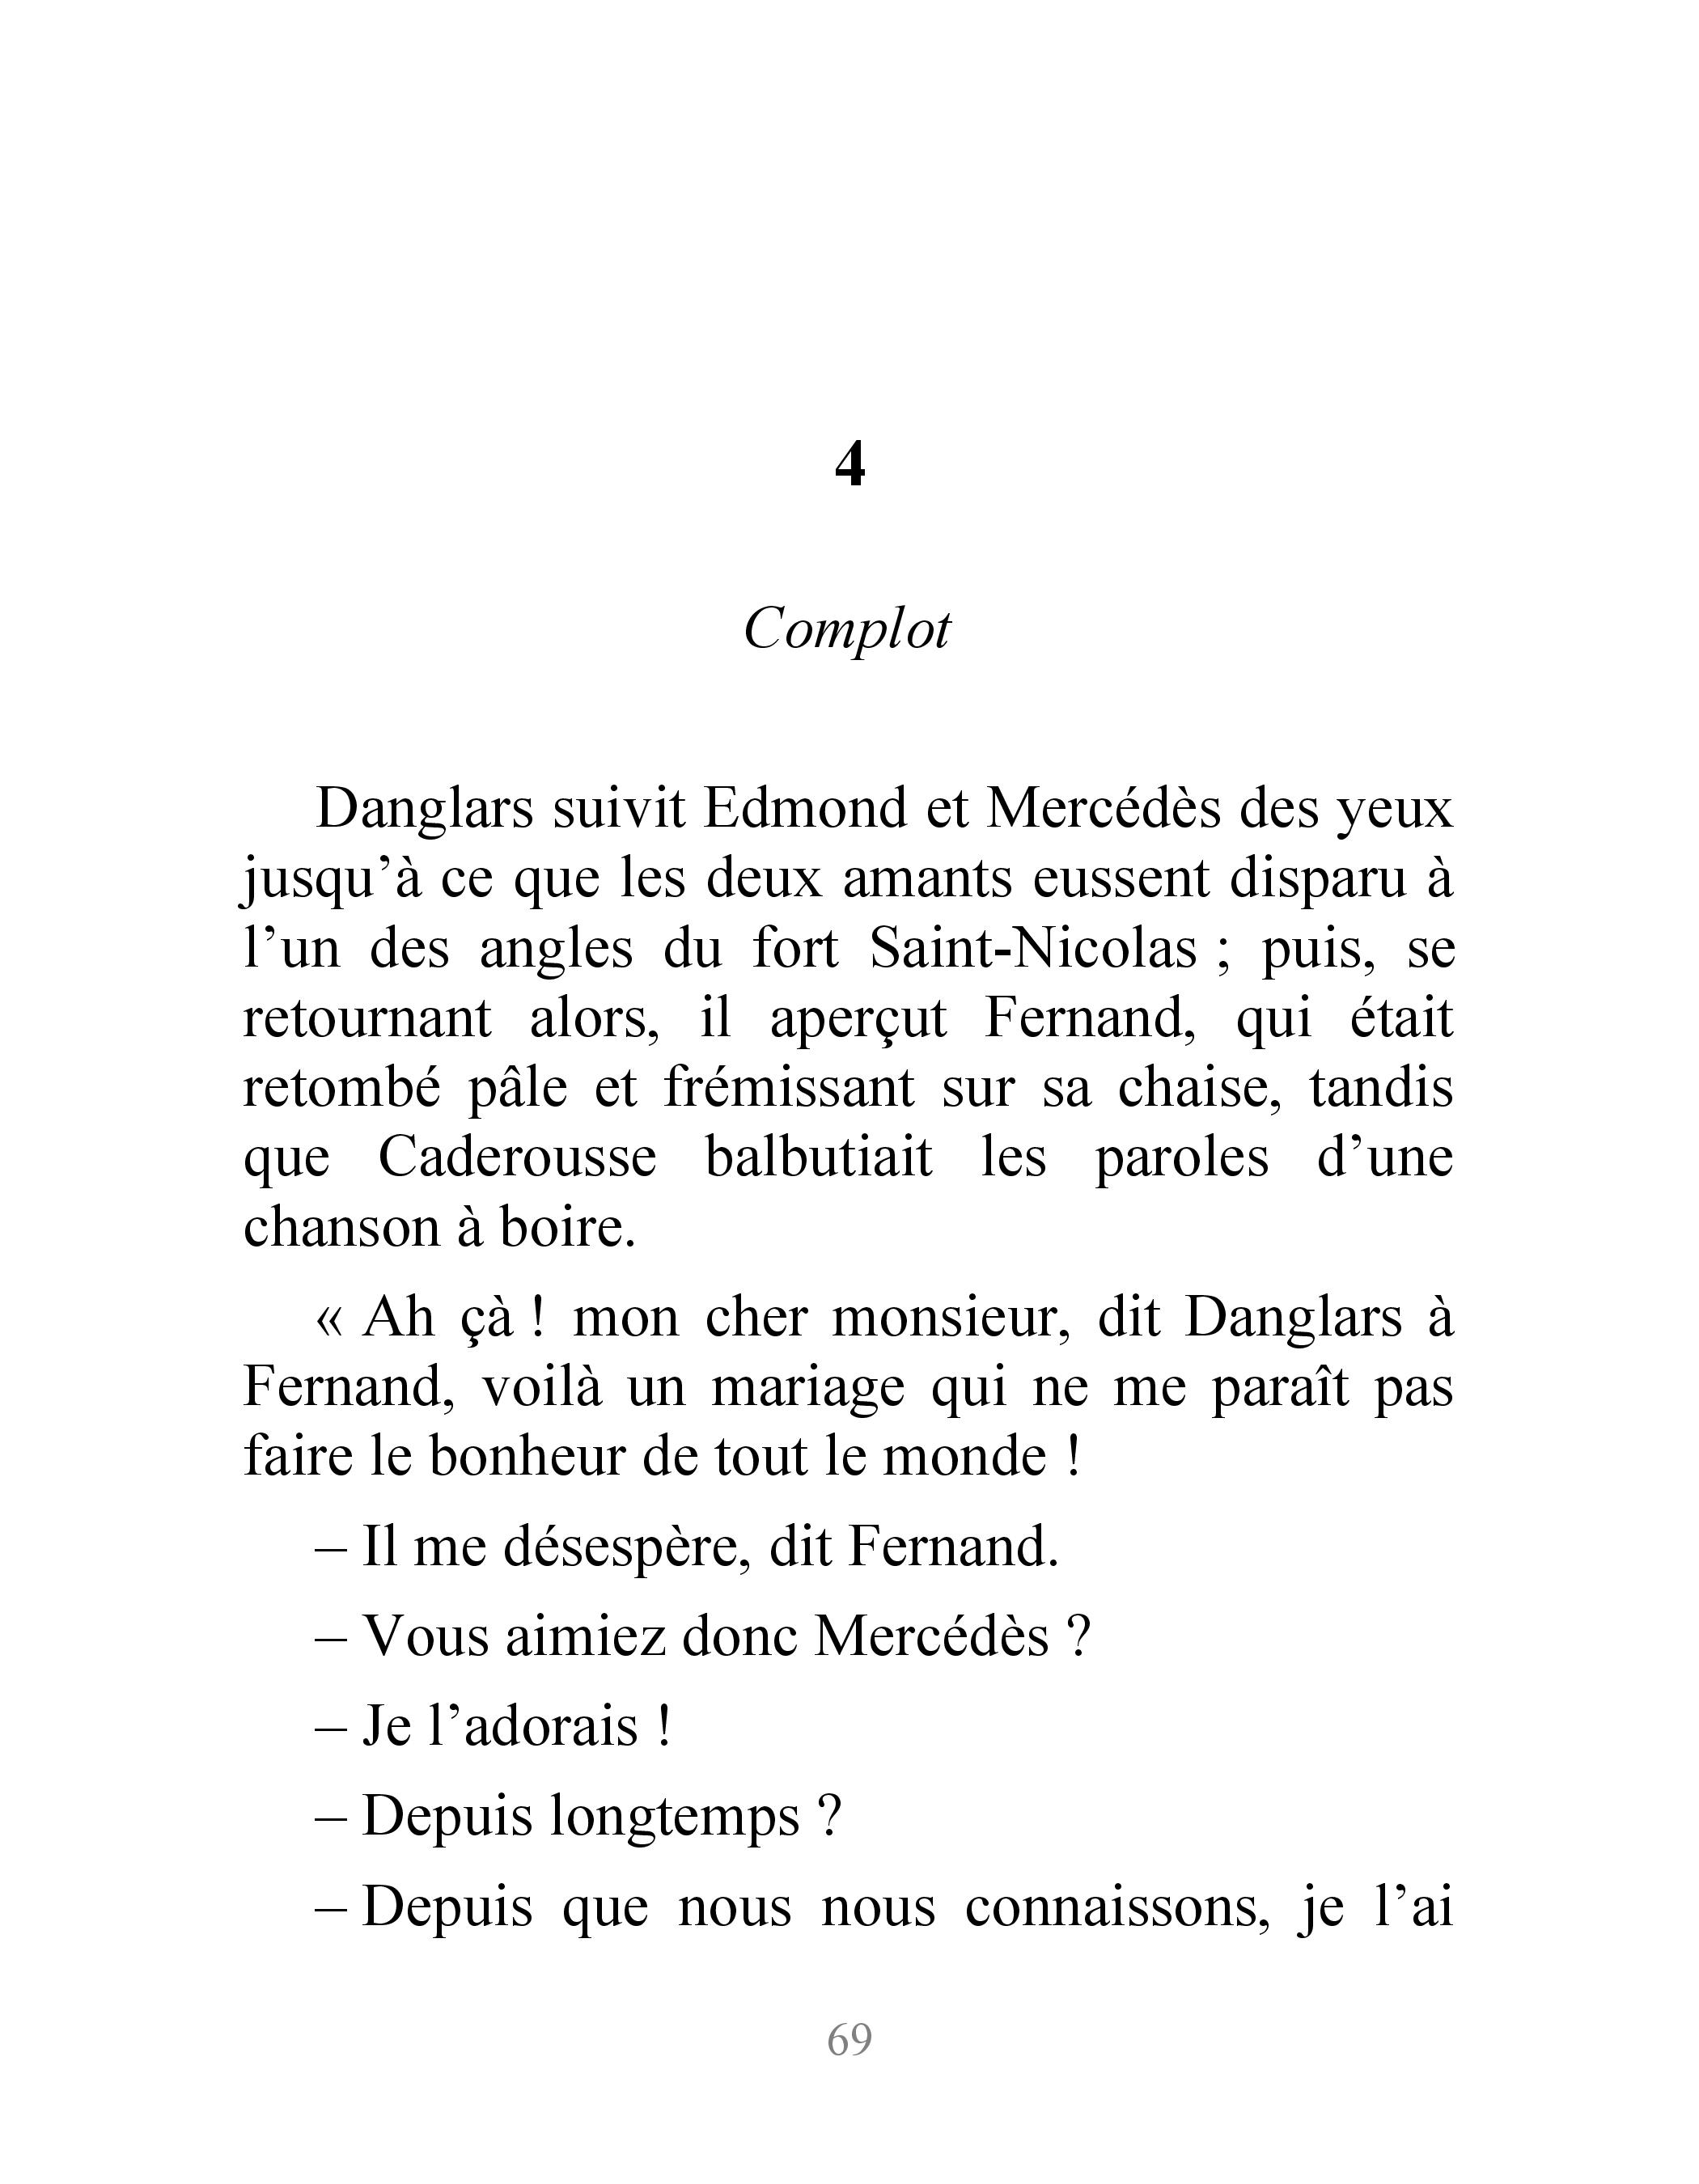 4
Complot
Danglars suivit Edmond et Mercédès des yeux
jusqu’à ce que les deux amants eussent disparu à
l’un des angles du fort Saint-Nicolas ; puis, se
retournant alors, il aperçut Fernand, qui était
retombé pâle et frémissant sur sa chaise, tandis
que Caderousse balbutiait les paroles d’une
chanson à boire.
« Ah çà ! mon cher monsieur, dit Danglars à
Fernand, voilà un mariage qui ne me paraît pas
faire le bonheur de tout le monde !
– Il me désespère, dit Fernand.
– Vous aimiez donc Mercédès ?
– Je l’adorais !
– Depuis longtemps ?
– Depuis que nous nous connaissons, je l’ai
69